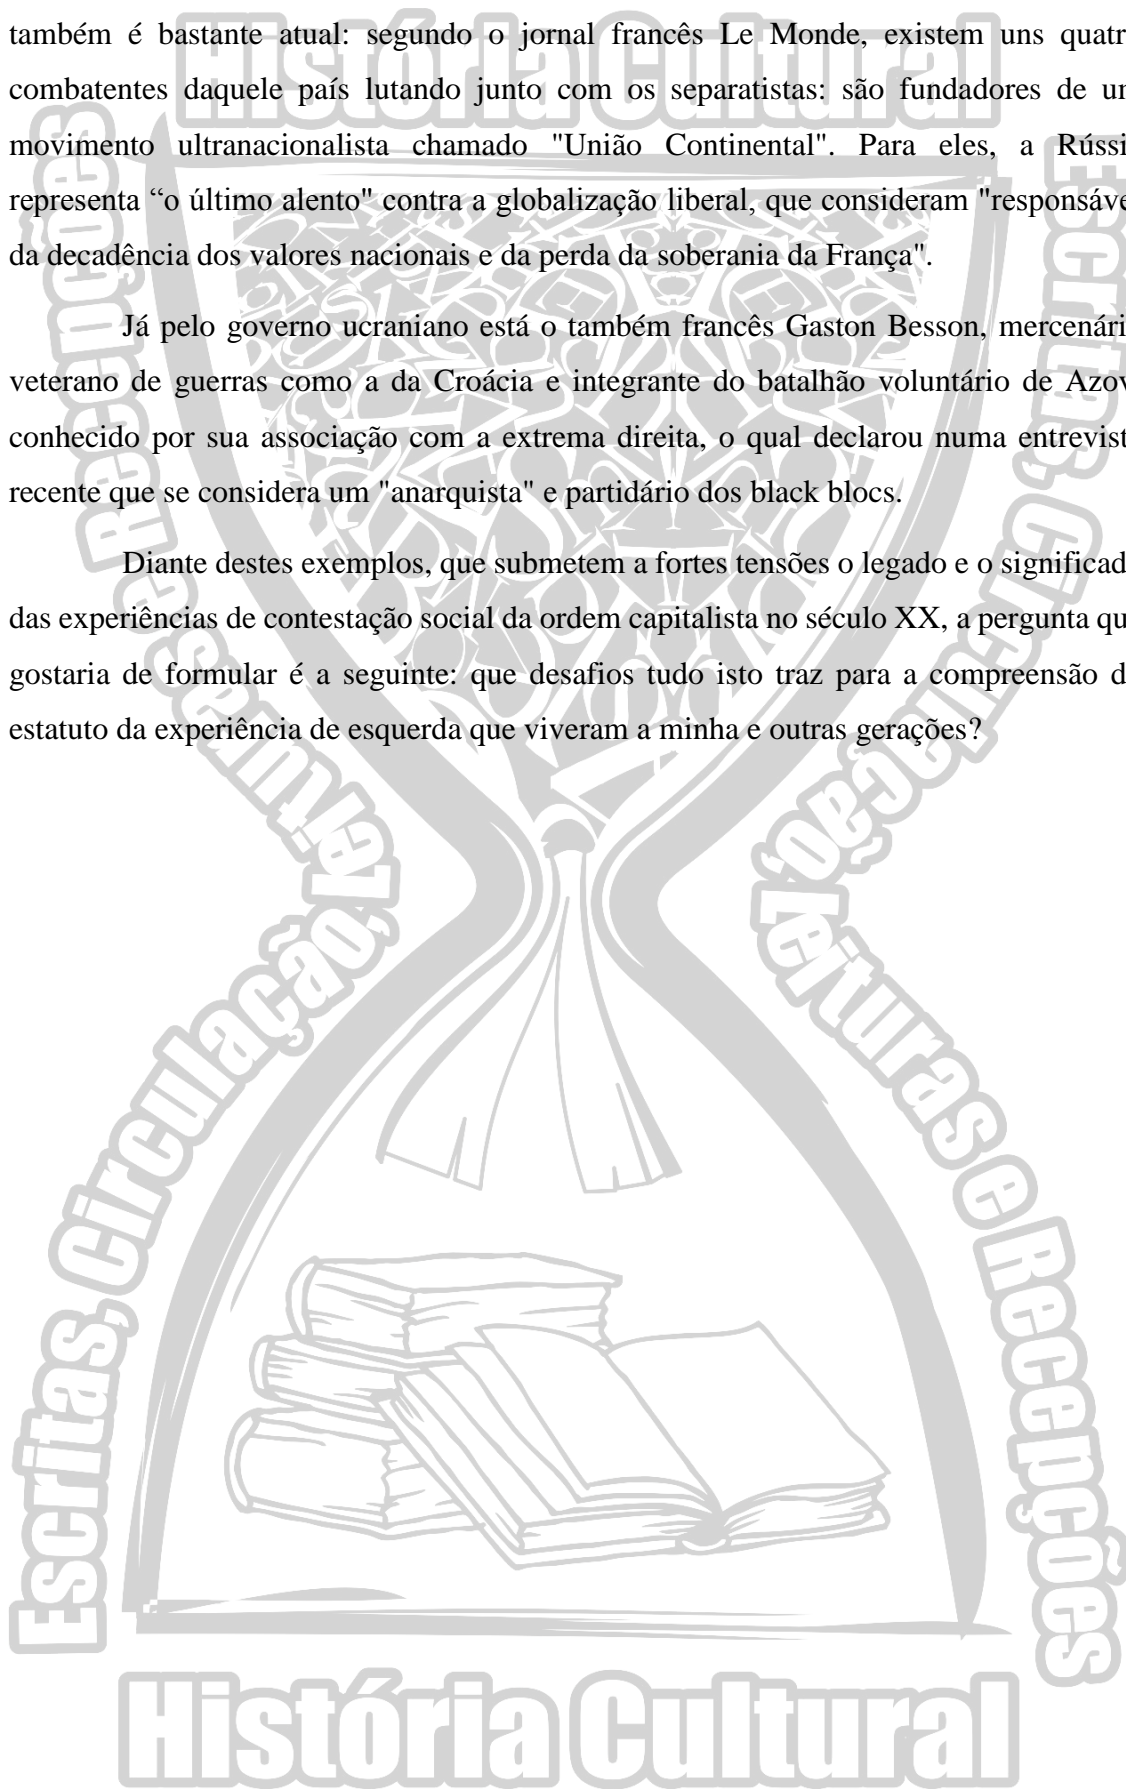 também é bastante atual: segundo o jornal francês Le Monde, existem uns quatr
combatentes daquele país lutando junto com os separatistas: são fundadores de u
movimento ultranacionalista chamado "União Continental". Para eles, a Rússi
representa “o último alento" contra a globalização liberal, que consideram "responsáve
da decadência dos valores nacionais e da perda da soberania da França".
Já pelo governo ucraniano está o também francês Gaston Besson, mercenári
veterano de guerras como a da Croácia e integrante do batalhão voluntário de Azov
conhecido por sua associação com a extrema direita, o qual declarou numa entrevist
recente que se considera um "anarquista" e partidário dos black blocs.
Diante destes exemplos, que submetem a fortes tensões o legado e o significad
das experiências de contestação social da ordem capitalista no século XX, a pergunta qu
gostaria de formular é a seguinte: que desafios tudo isto traz para a compreensão d
estatuto da experiência de esquerda que viveram a minha e outras gerações?
História Cultural
Escritas, Circulação, Leituras e Recepções
Escritas, Circulação, Leituras e Recepções
História Cultural